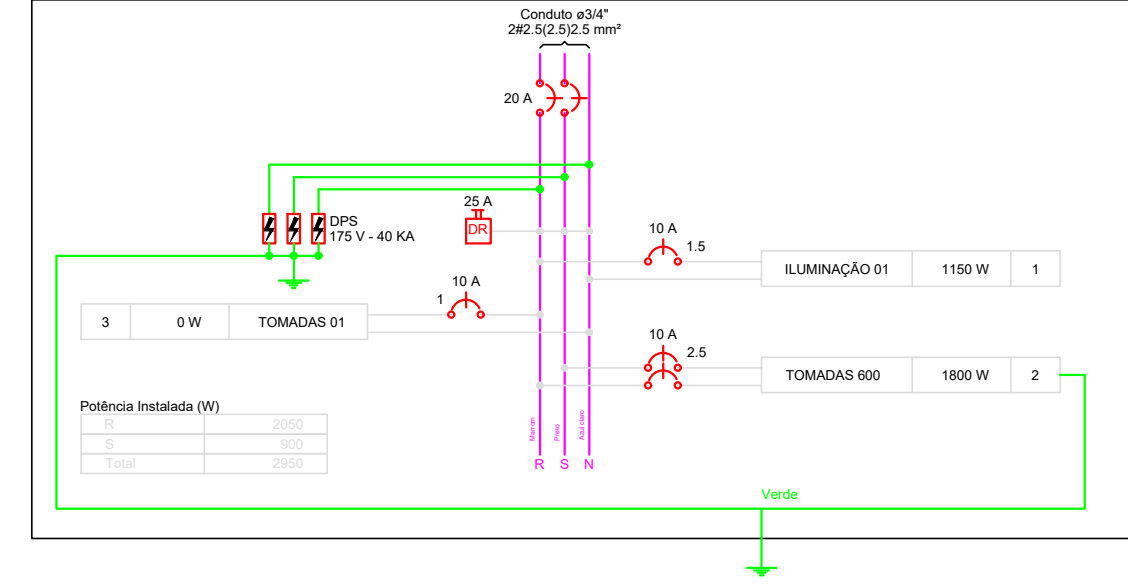 Conduto ø3/4"
2#2.5(2.5)2.5 mm²
20 A
25 A
DR
DPS
175 V - 40 KA
10 A
1.5
ILUMINAÇÃO 01 1150 W 1
10 A
1
3 0 W TOMADAS 01
10 A
2.5
TOMADAS 600 1800 W 2
Potência Instalada (W)
R 2050
S 900
Total 2950
Marrom
Preto
Azul claro
R S N
Verde